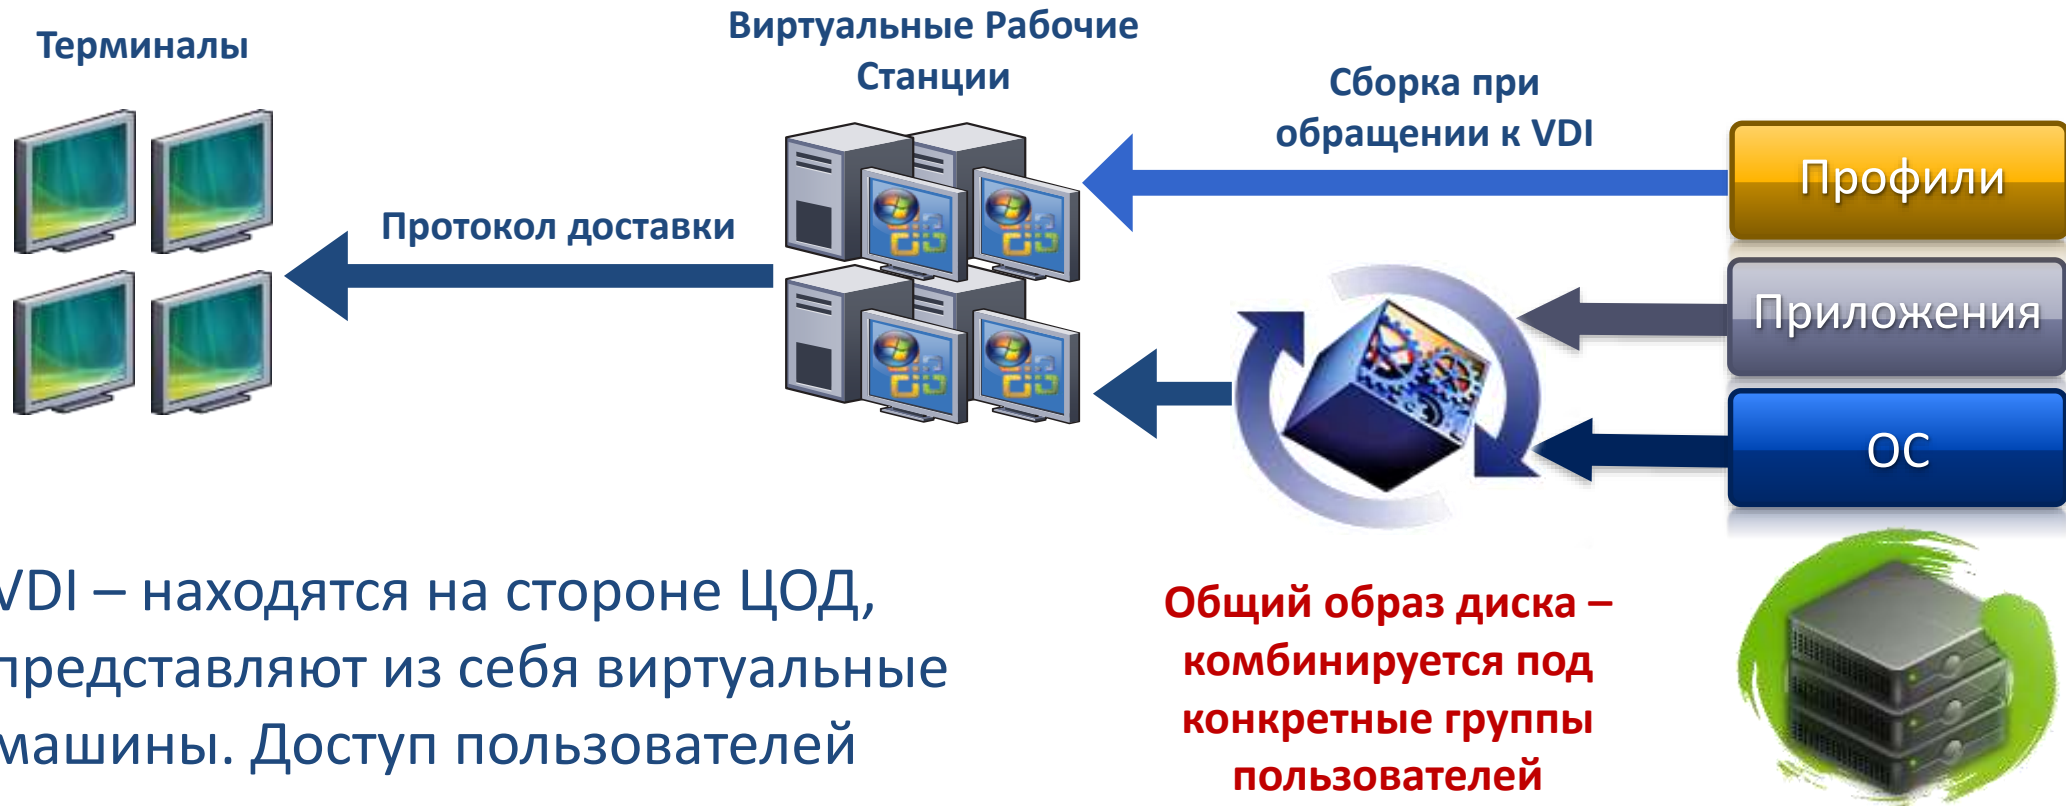 Терминалы
Виртуальные Рабочие
Станции
Сборка при
обращении к VDI
Протокол доставки
Профили
Приложения
ОС
VDI – находятся на стороне ЦОД,
представляют из себя виртуальные
машины. Доступ пользователей
Общий образ диска –
комбинируется под
конкретные группы
пользователей